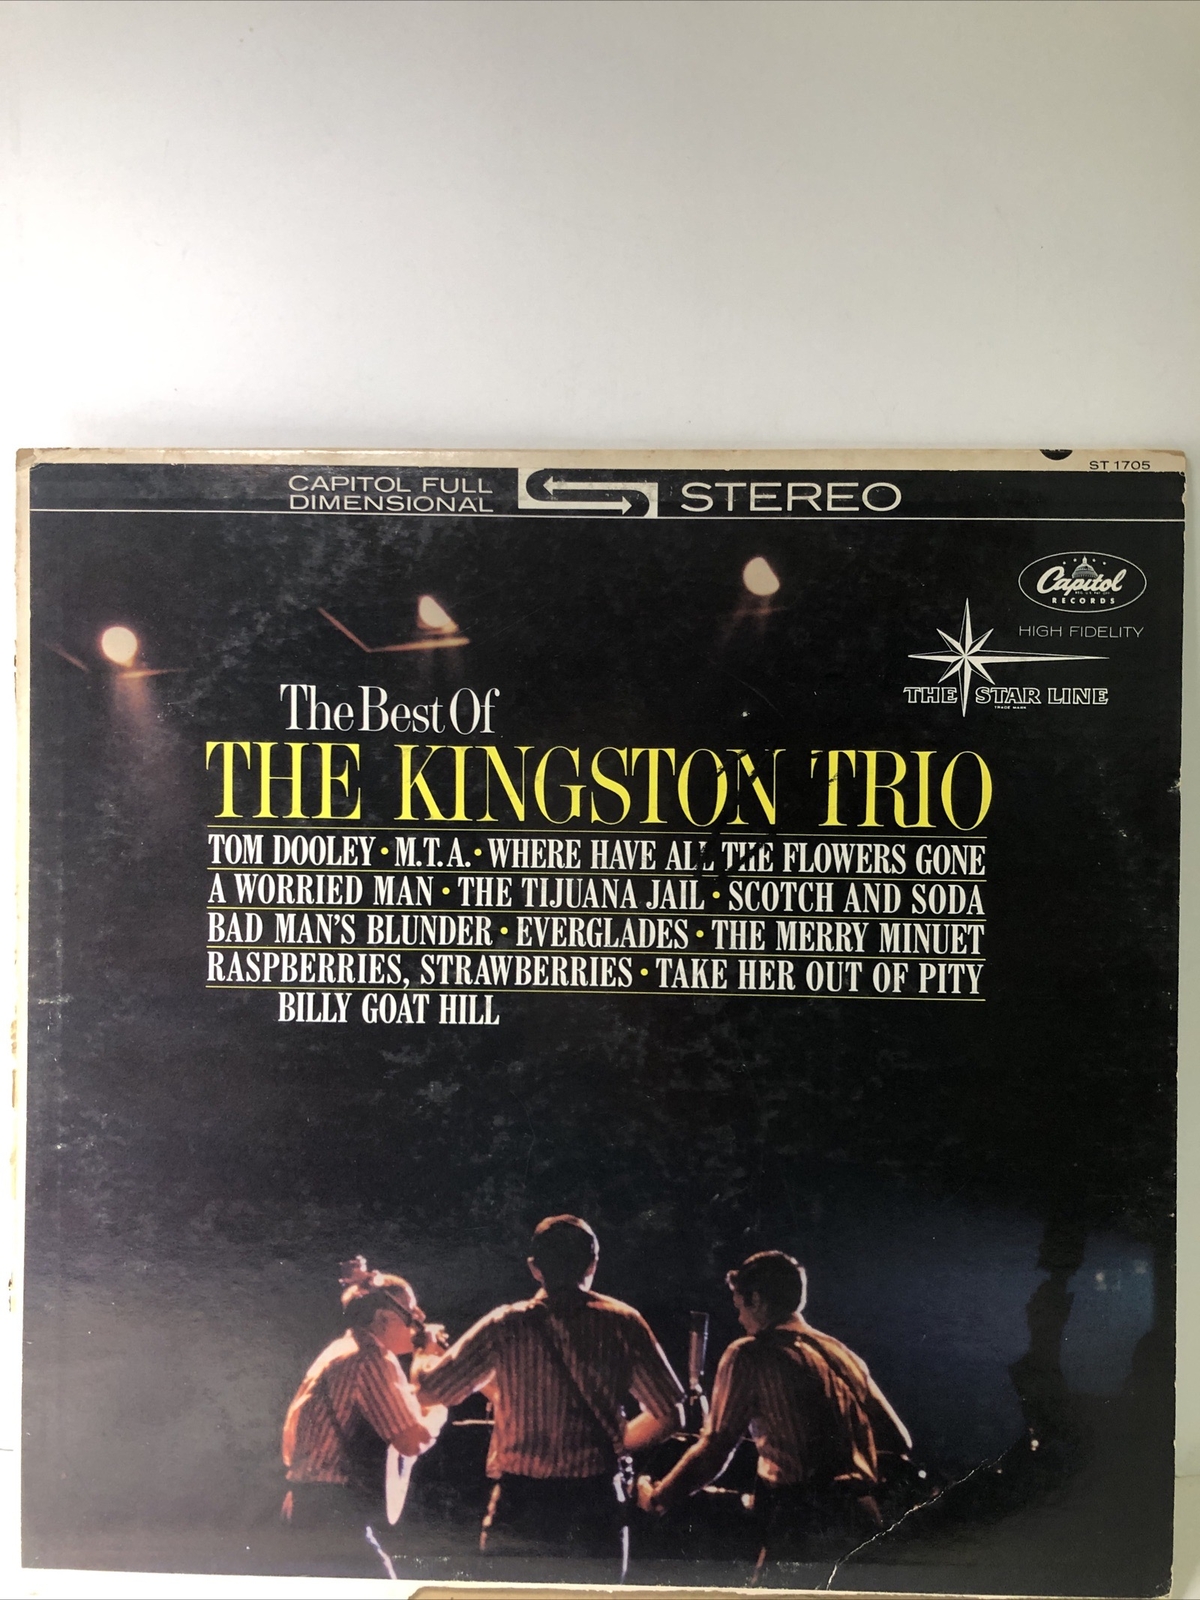 ST 1705
CAPITOL FULL
DIMENSIONAL
STEREO
Capitol
RECORDS
HIGH FIDELITY
THE STAR LINE
TRADE MARK
The Best Of
THE KINGSTON TRIO
TOM DOOLEY • M.T.A. • WHERE HAVE ALL THE FLOWERS GONE
A WORRIED MAN • THE TIJUANA JAIL • SCOTCH AND SODA
BAD MAN'S BLUNDER • EVERGLADES • THE MERRY MINUET
RASPBERRIES, STRAWBERRIES • TAKE HER OUT OF PITY
BILLY GOAT HILL